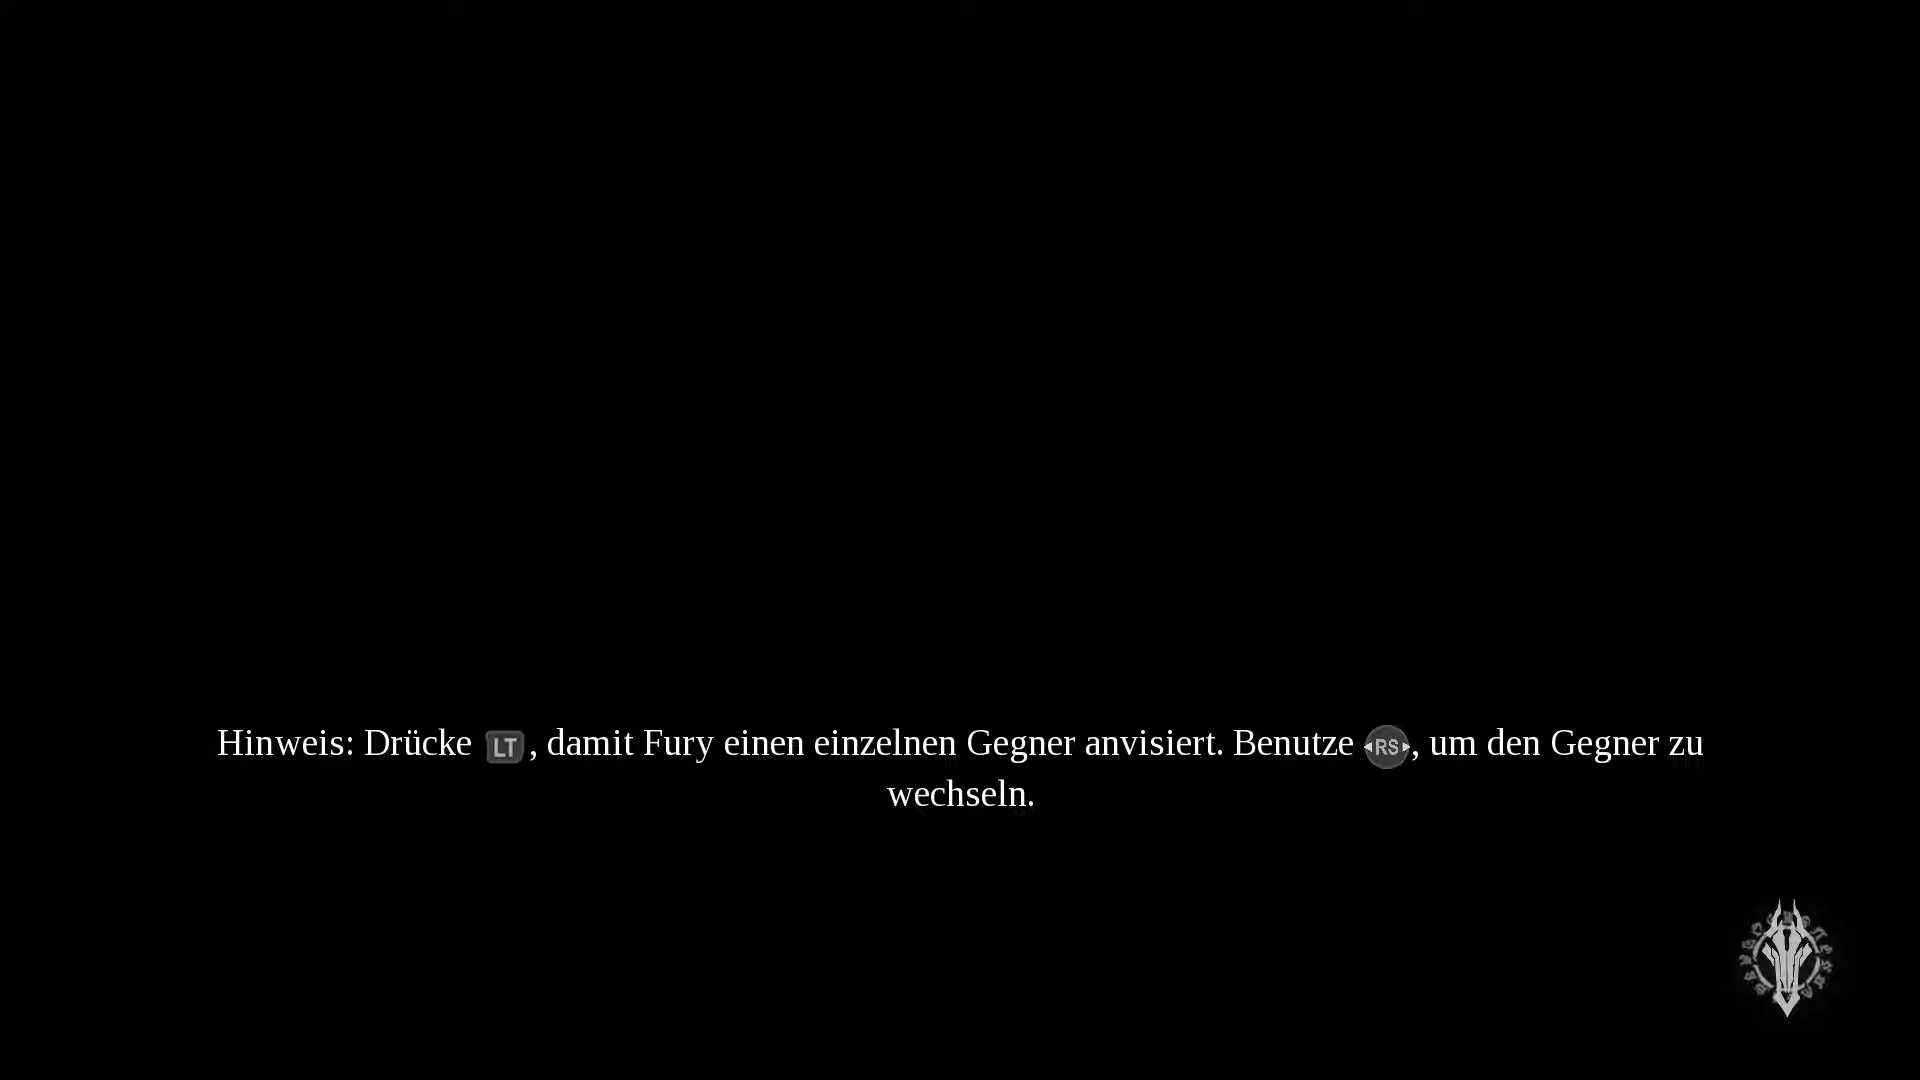 Hinweis: Drücke LT, damit Fury einen einzelnen Gegner anvisiert. Benutze RS, um den Gegner zu
wechseln.